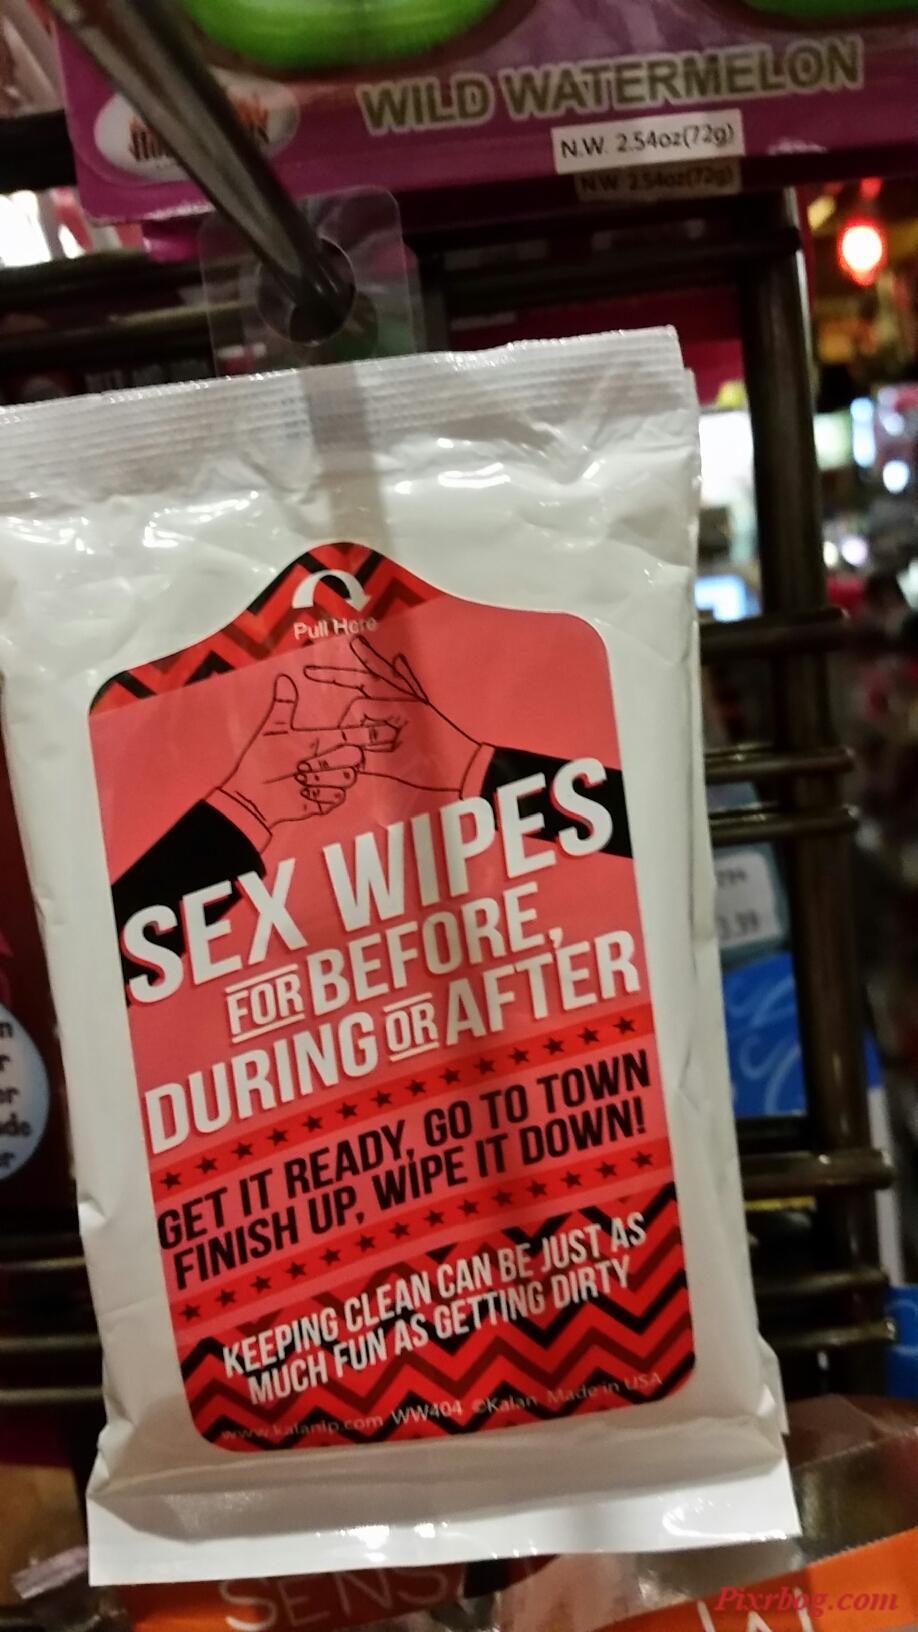 WILD WATERMELON
N.W. 2.54oz(72g)
N.W. 2.54oz(72g)
Pull Here
SEX WIPES
FOR BEFORE,
DURING OR AFTER
GET IT READY, GO TO TOWN
FINISH UP, WIPE IT DOWN!
KEEPING CLEAN CAN BE JUST AS
MUCH FUN AS GETTING DIRTY
www.kalanlp.com WW404 ©Kalan Made in USA
SENS
Pixrbog.com